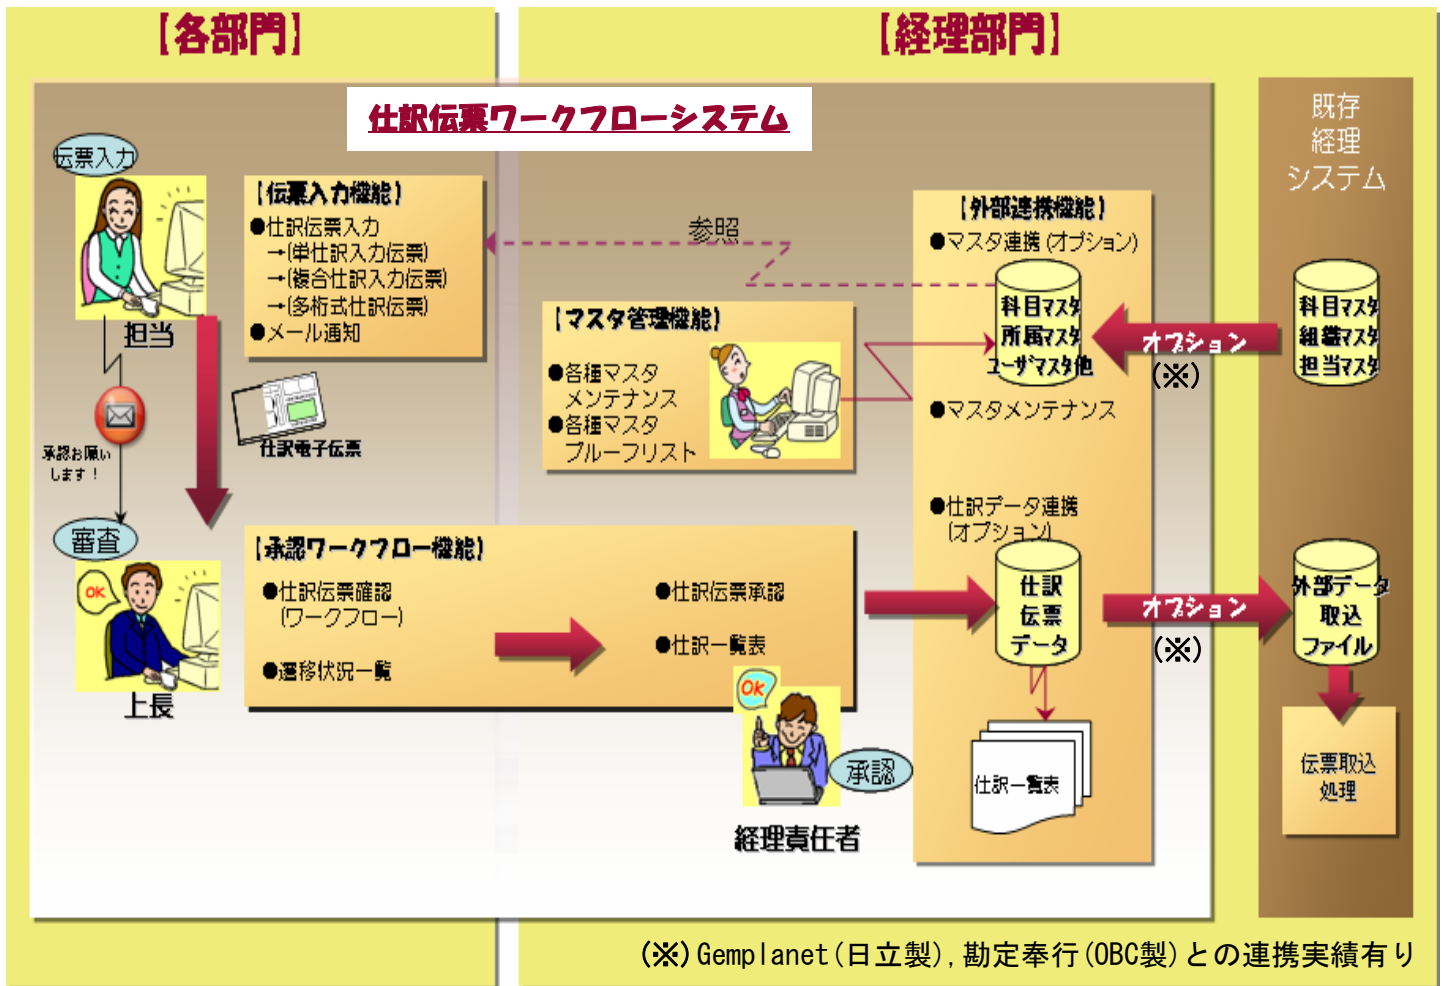 【各部門】
【経理部門】
仕訳伝票ワークフローシステム
既存
経理
システム
伝票入力
担当
【伝票入力機能】
●仕訳伝票入力
→(単仕訳入力伝票)
→(複合仕訳入力伝票)
→(多桁式仕訳伝票)
●メール通知
参照
【外部連携機能】
●マスタ連携(オプション)
科目マスタ
所属マスタ
ユーザマスタ他
●マスタメンテナンス
オプション
(※)
科目マスタ
組織マスタ
担当マスタ
【マスタ管理機能】
●各種マスタ
メンテナンス
●各種マスタ
プルーフリスト
仕訳電子伝票
承認お願い
します！
審査
OK
上長
【承認ワークフロー機能】
●仕訳伝票確認
(ワークフロー)
●遷移状況一覧
●仕訳伝票承認
●仕訳一覧表
OK
承認
経理責任者
●仕訳データ連携
(オプション)
仕訳
伝票
データ
オプション
(※)
外部データ
取込
ファイル
仕訳一覧表
伝票取込
処理
(※)Gemplanet(日立製),勘定奉行(OBC製)との連携実績有り